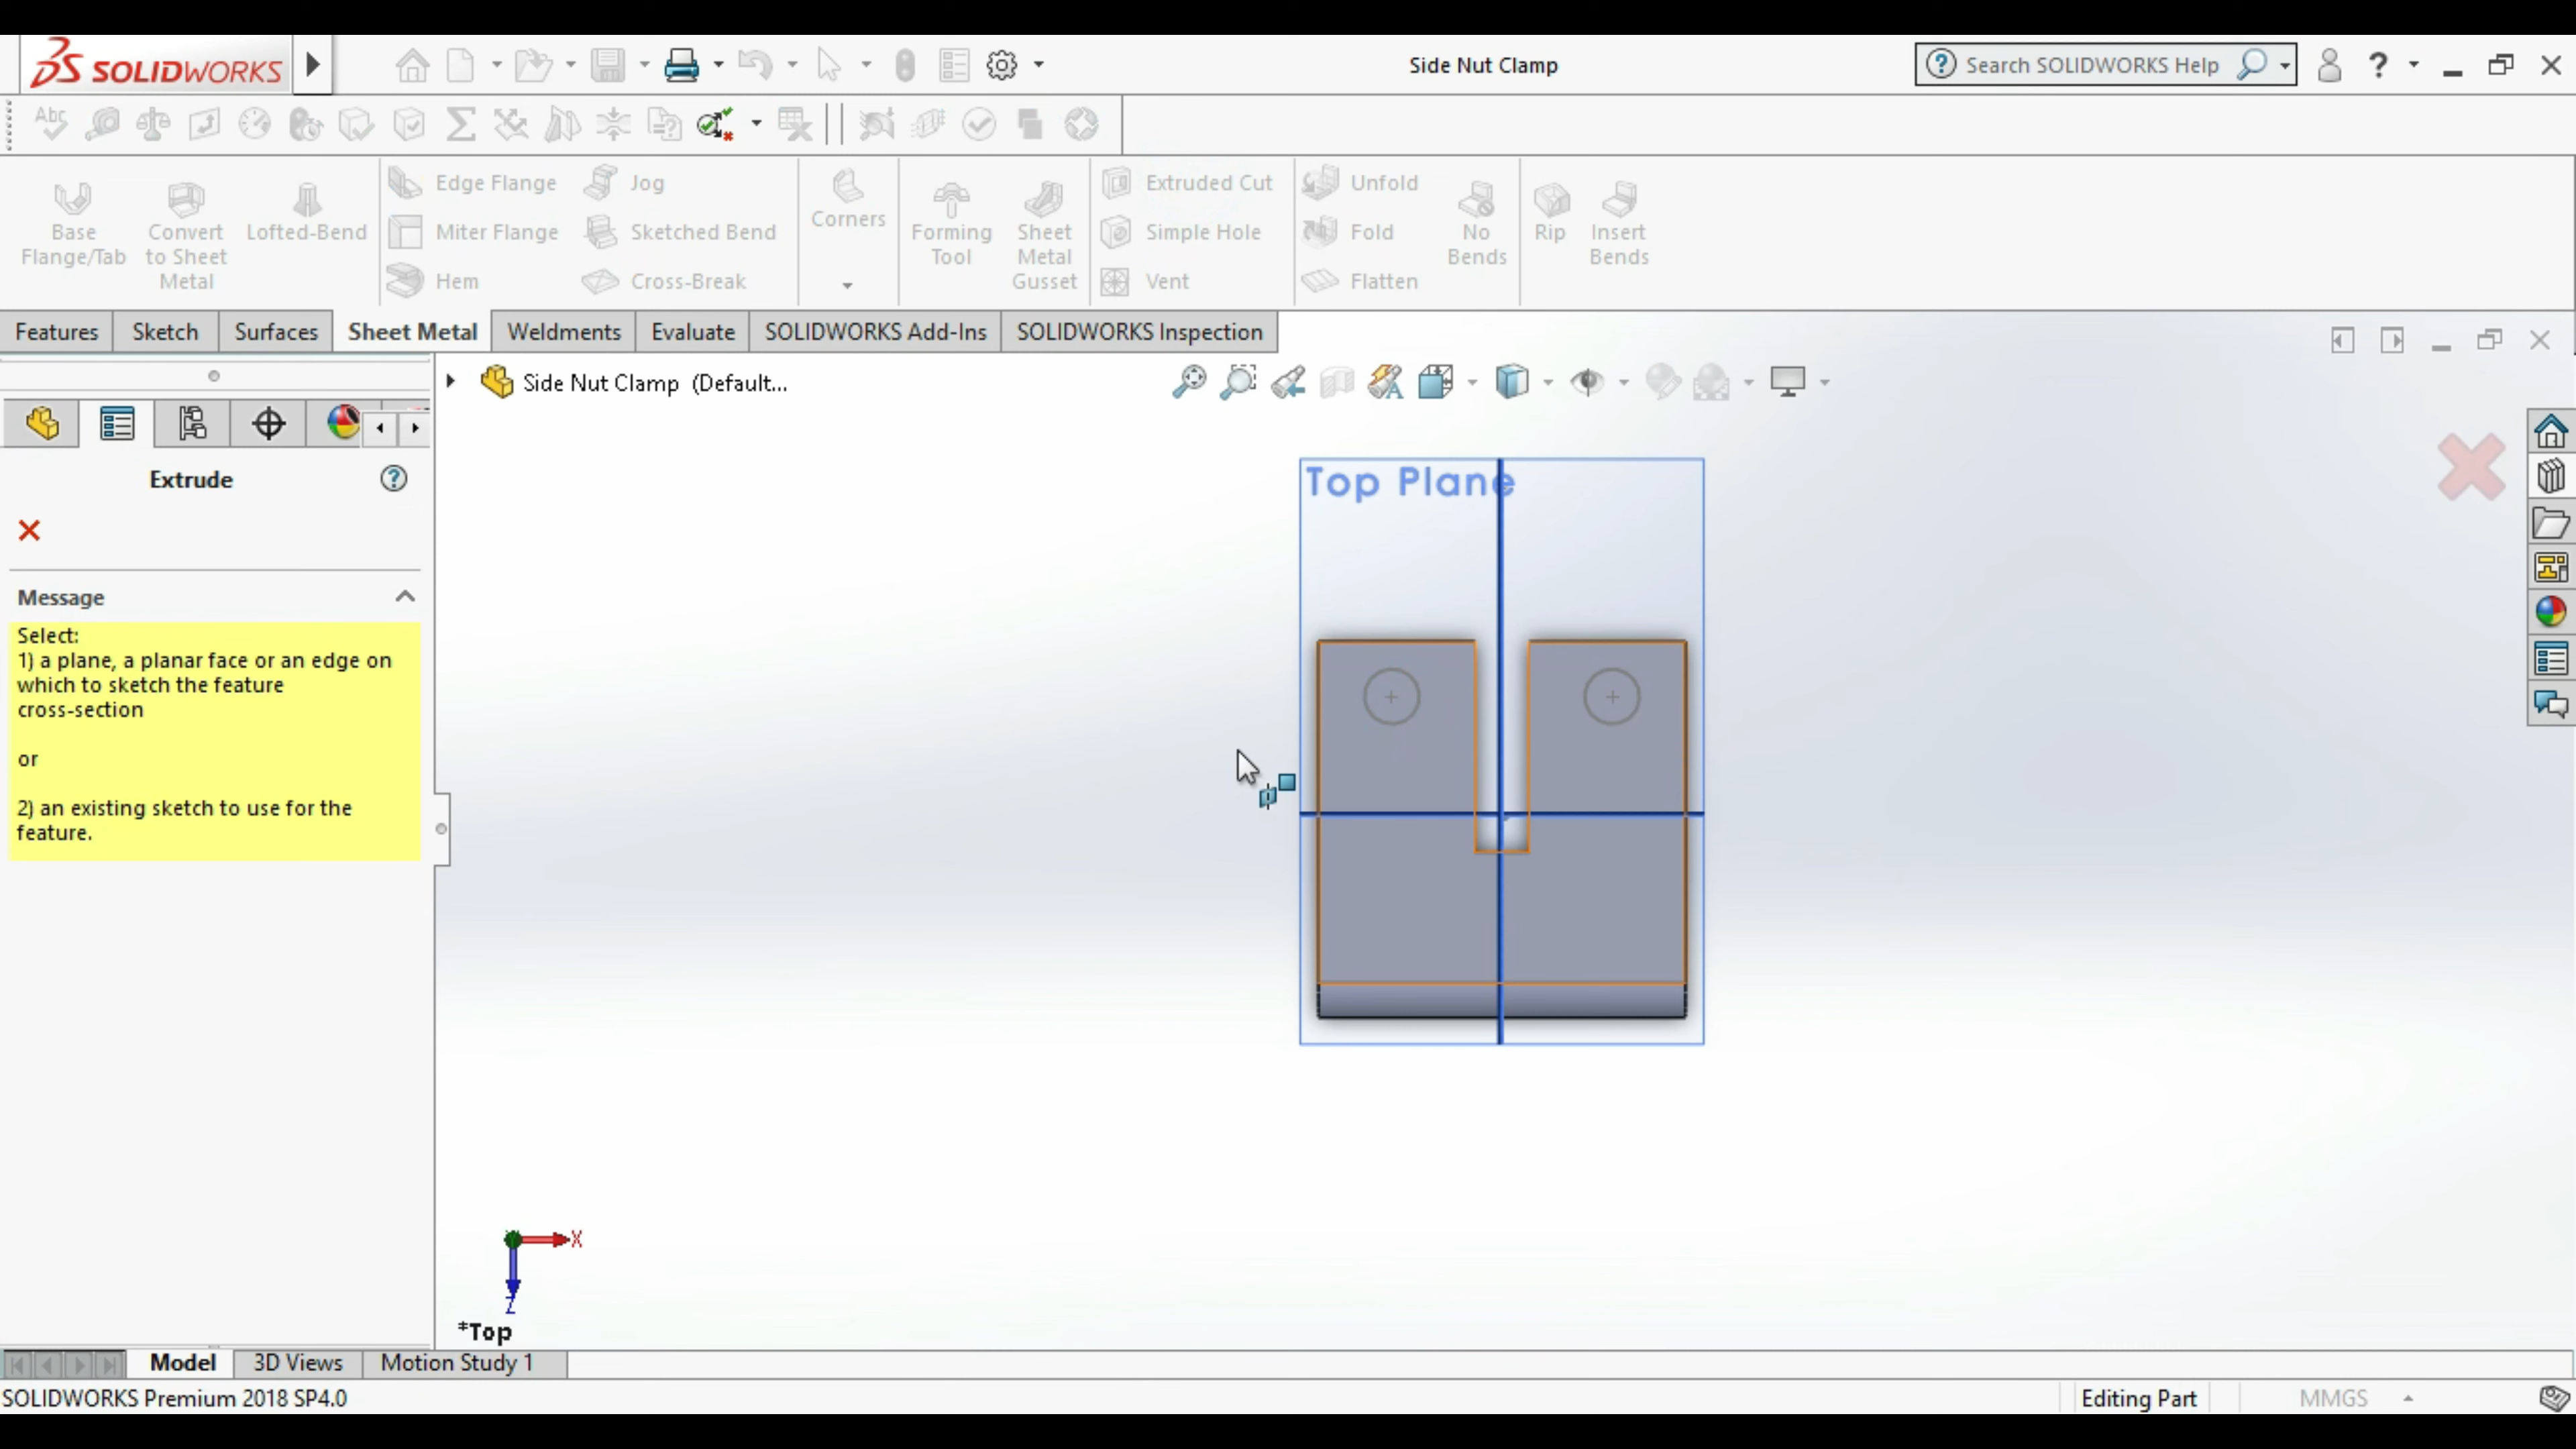 SOLIDWORKS
Side Nut Clamp
Search SOLIDWORKS Help
Abc
Base Flange/Tab
Convert to Sheet Metal
Lofted-Bend
Edge Flange
Miter Flange
Hem
Jog
Sketched Bend
Cross-Break
Corners
Forming Tool
Sheet Metal Gusset
Extruded Cut
Simple Hole
Vent
Unfold
Fold
Flatten
No Bends
Rip
Insert Bends
Features
Sketch
Surfaces
Sheet Metal
Weldments
Evaluate
SOLIDWORKS Add-Ins
SOLIDWORKS Inspection
Side Nut Clamp (Default...
Extrude
Message
Select:
1) a plane, a planar face or an edge on
which to sketch the feature
cross-section
or
2) an existing sketch to use for the
feature.
Top Plane
X
Z
*Top
Model
3D Views
Motion Study 1
SOLIDWORKS Premium 2018 SP4.0
Editing Part
MMGS